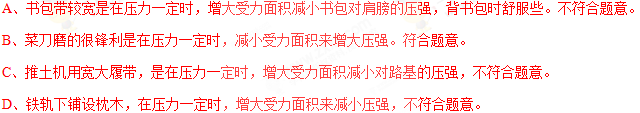 A、书包带较宽是在压力一定时，增大受力面积减小书包对肩膀的压强，背书包时舒服些。不符合题意。
B、菜刀磨的很锋利是在压力一定时，减小受力面积来增大压强。符合题意。
C、推土机用宽大履带，是在压力一定时，增大受力面积减小对路基的压强，不符合题意。
D、铁轨下铺设枕木，在压力一定时，增大受力面积来减小压强，不符合题意。